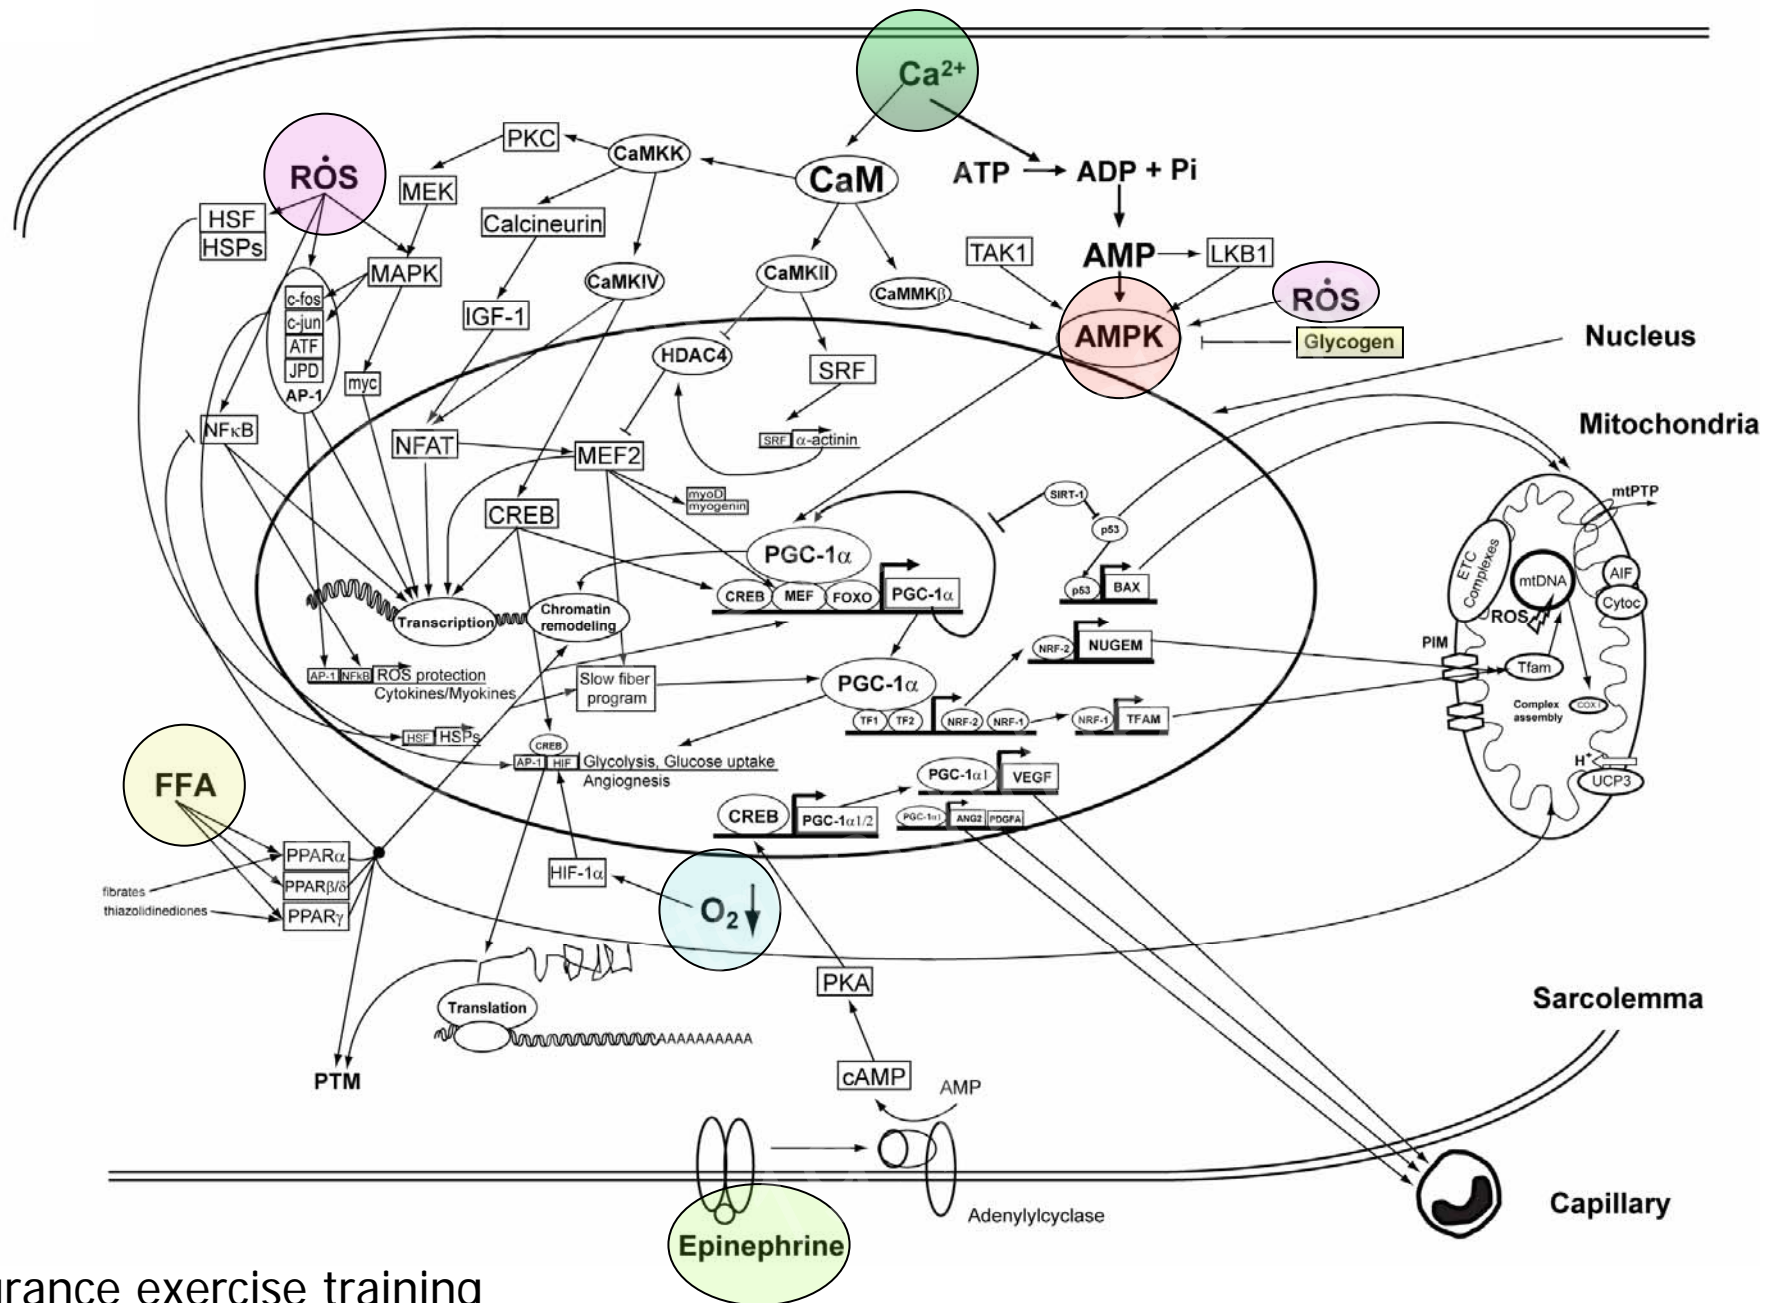 Ca²⁺
ROS
PKC
CaMKK
CaM
ATP
ADP + Pi
MEK
HSF
HSPs
Calcineurin
TAK1
AMP
LKB1
MAPK
CaMKIV
CaMKII
CaMMKβ
ROS
c-fos
c-jun
ATF
JPD
AP-1
IGF-1
AMPK
Glycogen
Nucleus
HDAC4
SRF
myc
Mitochondria
NFκB
NFAT
MEF2
SRF
α-actinin
myoD
myogenin
SIRT-1
mtPTP
CREB
p53
PGC-1α
ETC
Complexes
mtDNA
AIF
Cytoc
ROS
CREB
MEF
FOXO
PGC-1α
p53
BAX
Transcription
Chromatin
remodeling
NRF-2
NUGEM
PIM
Tfam
AP-1
NFkB
ROS protection
Cytokines/Myokines
Slow fiber
program
PGC-1α
TF1
TF2
NRF-2
NRF-1
NRF-1
TFAM
Complex
assembly
COX I
HSF
HSPs
CREB
AP-1
HIF
Glycolysis, Glucose uptake
Angiognesis
H⁺
UCP3
FFA
PGC-1α1
VEGF
CREB
PGC-1α1/2
PGC-1α1
ANG2
PDGFA
PPARα
PPARβ/δ
PPARγ
fibrates
thiazolidinediones
HIF-1α
O₂
PKA
Translation
AAAAAAAAAA
Sarcolemma
PTM
cAMP
AMP
Adenylylcyclase
Capillary
Epinephrine
urance exercise training